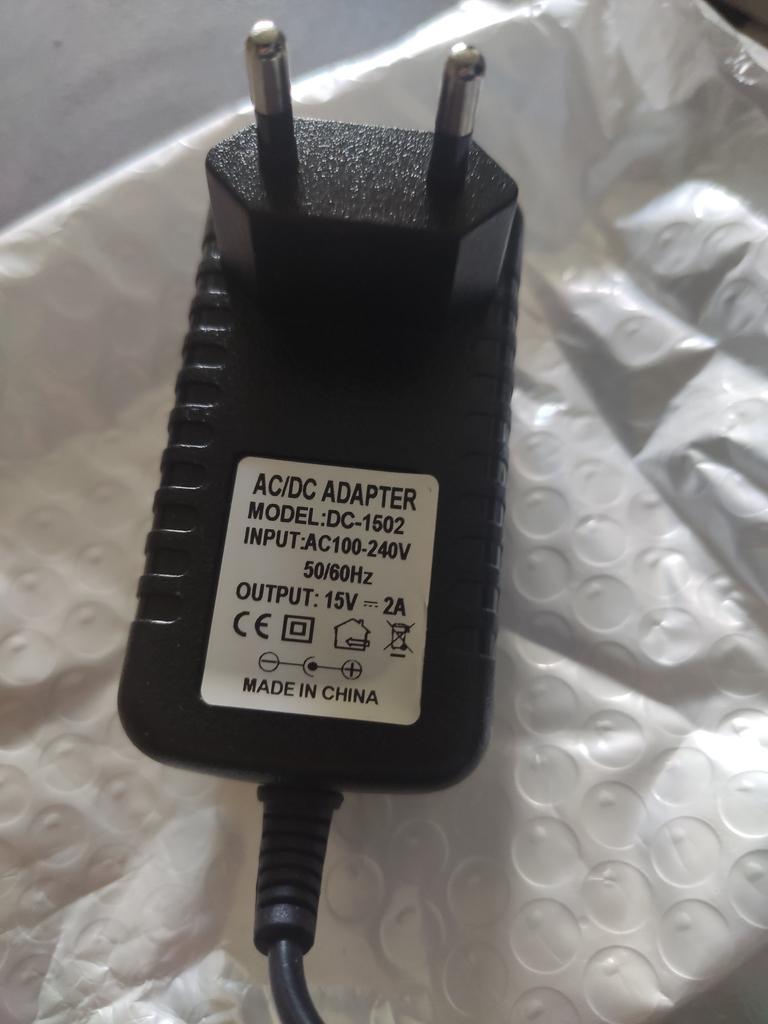 AC/DC ADAPTER
MODEL:DC-1502
INPUT:AC100-240V
50/60Hz
OUTPUT: 15V ⎓ 2A
CE
MADE IN CHINA